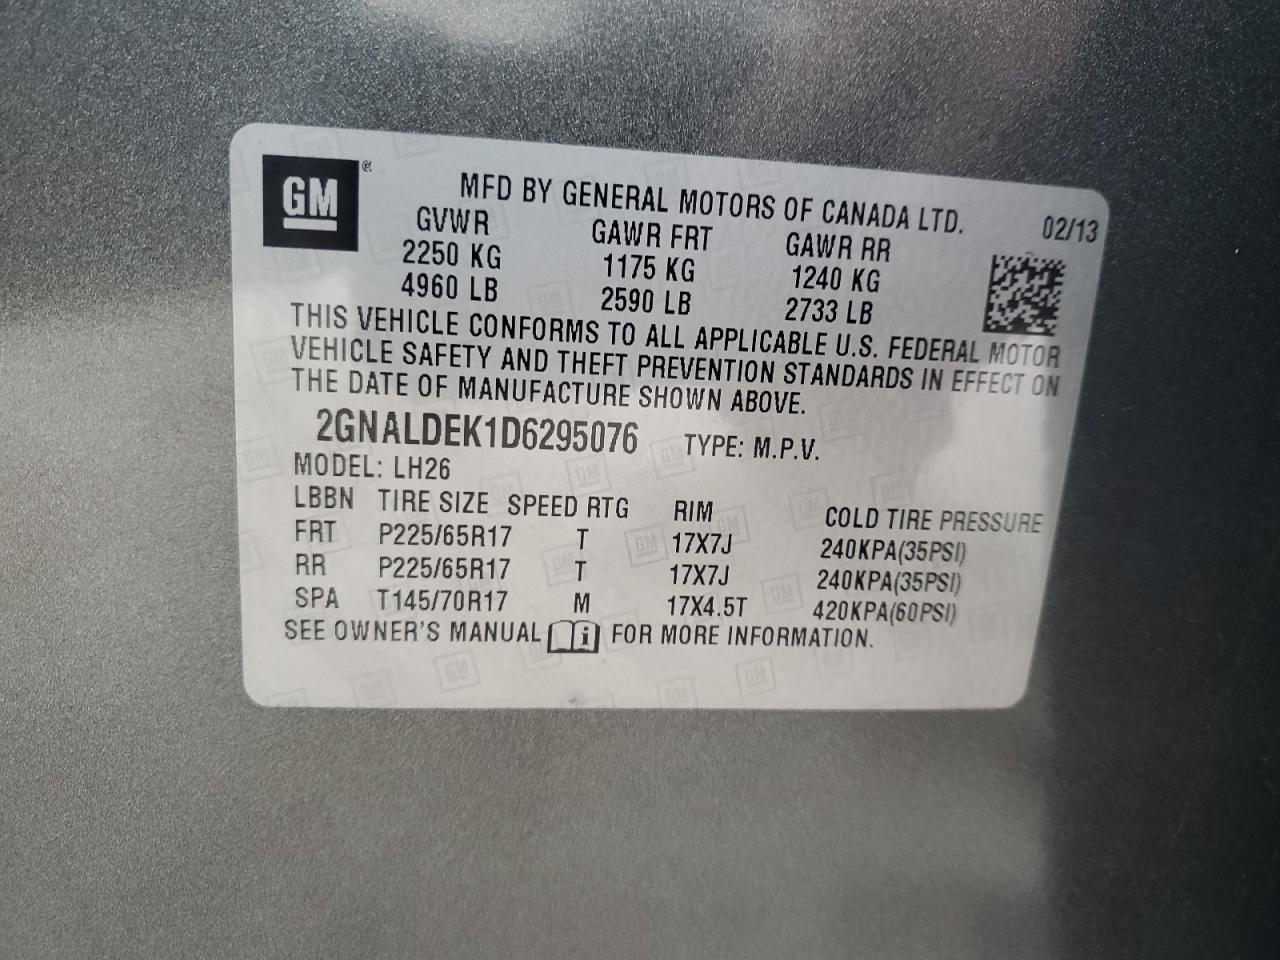 GM ® MFD BY GENERAL MOTORS OF CANADA LTD. 02/13
GVWR GAWR FRT GAWR RR
2250 KG 1175 KG 1240 KG
4960 LB 2590 LB 2733 LB
THIS VEHICLE CONFORMS TO ALL APPLICABLE U.S. FEDERAL MOTOR
VEHICLE SAFETY AND THEFT PREVENTION STANDARDS IN EFFECT ON
THE DATE OF MANUFACTURE SHOWN ABOVE.
2GNALDEK1D6295076 TYPE: M.P.V.
MODEL: LH26
LBBN TIRE SIZE SPEED RTG RIM COLD TIRE PRESSURE
FRT P225/65R17 T 17X7J 240KPA(35PSI)
RR P225/65R17 T 17X7J 240KPA(35PSI)
SPA T145/70R17 M 17X4.5T 420KPA(60PSI)
SEE OWNER'S MANUAL i FOR MORE INFORMATION.